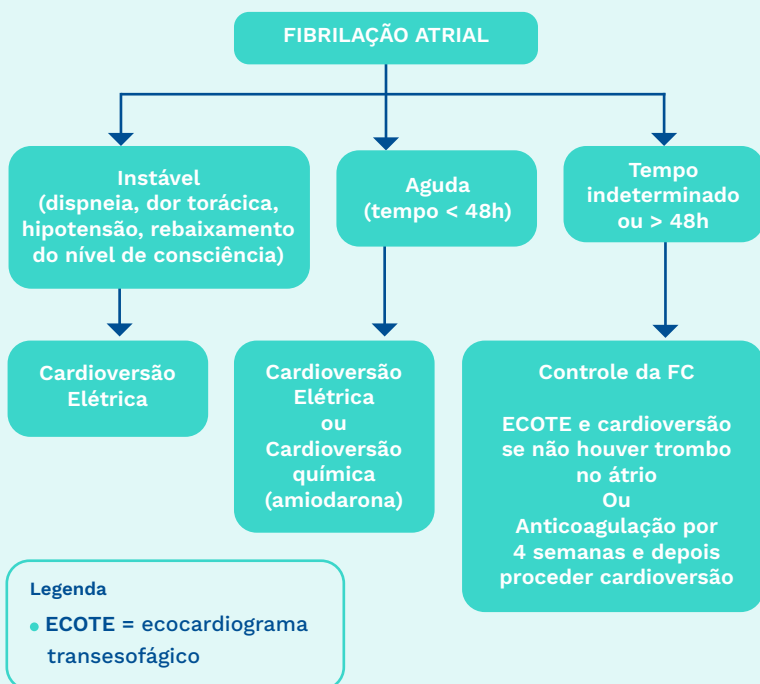 FIBRILAÇÃO ATRIAL
Instável
(dispneia, dor torácica,
hipotensão, rebaixamento
do nível de consciência)
Aguda
(tempo < 48h)
Tempo
indeterminado
ou > 48h
Cardioversão
Elétrica
Cardioversão
Elétrica
ou
Cardioversão
química
(amiodarona)
Controle da FC
ECOTE e cardioversão
se não houver trombo
no átrio
Ou
Anticoagulação por
4 semanas e depois
proceder cardioversão
Legenda
• ECOTE = ecocardiograma
transesofágico